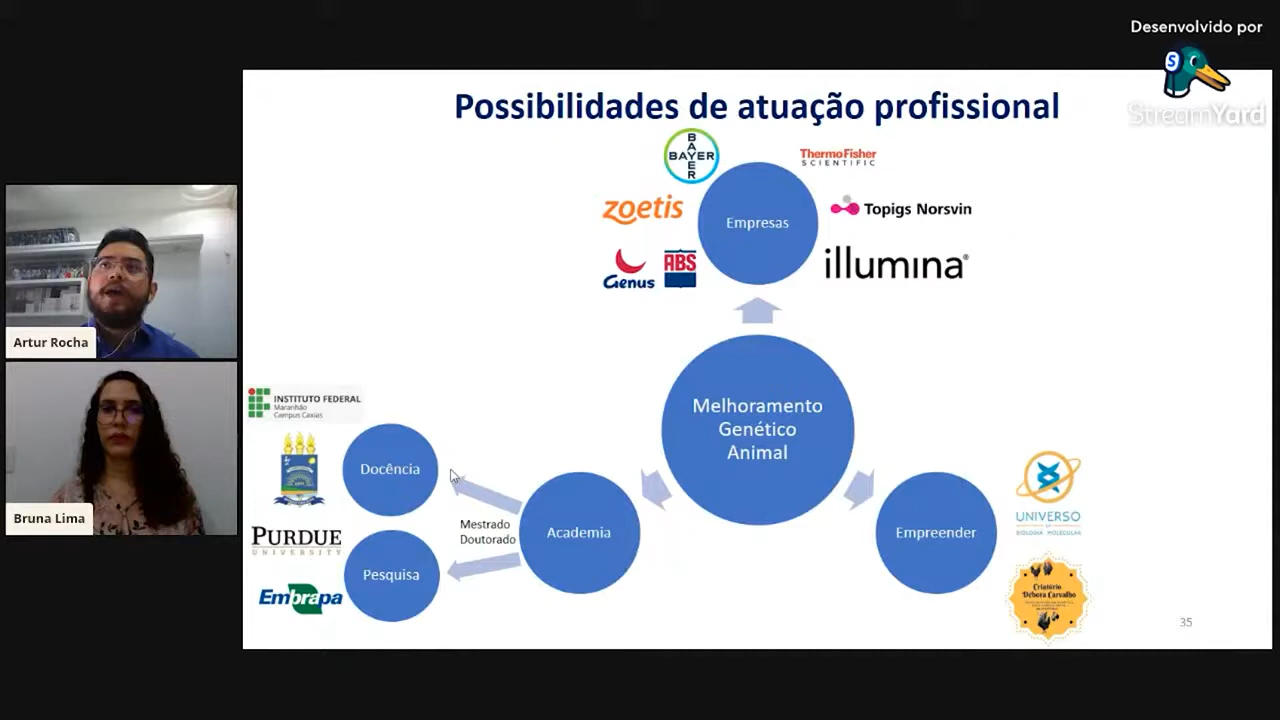 Desenvolvido por
S
StreamYard
Possibilidades de atuação profissional
BAYER
BAYER
ThermoFisher
SCIENTIFIC
zoetis
Empresas
Topigs Norsvin
Genus
ABS
illumina®
Artur Rocha
Melhoramento
Genético
Animal
INSTITUTO FEDERAL
Maranhão
Campus Caxias
Docência
Bruna Lima
PURDUE
UNIVERSITY
Mestrado
Doutorado
Academia
Empreender
UNIVERSO
BIOLOGIA MOLECULAR
Pesquisa
Embrapa
Criatório
Débora Carvalho
35